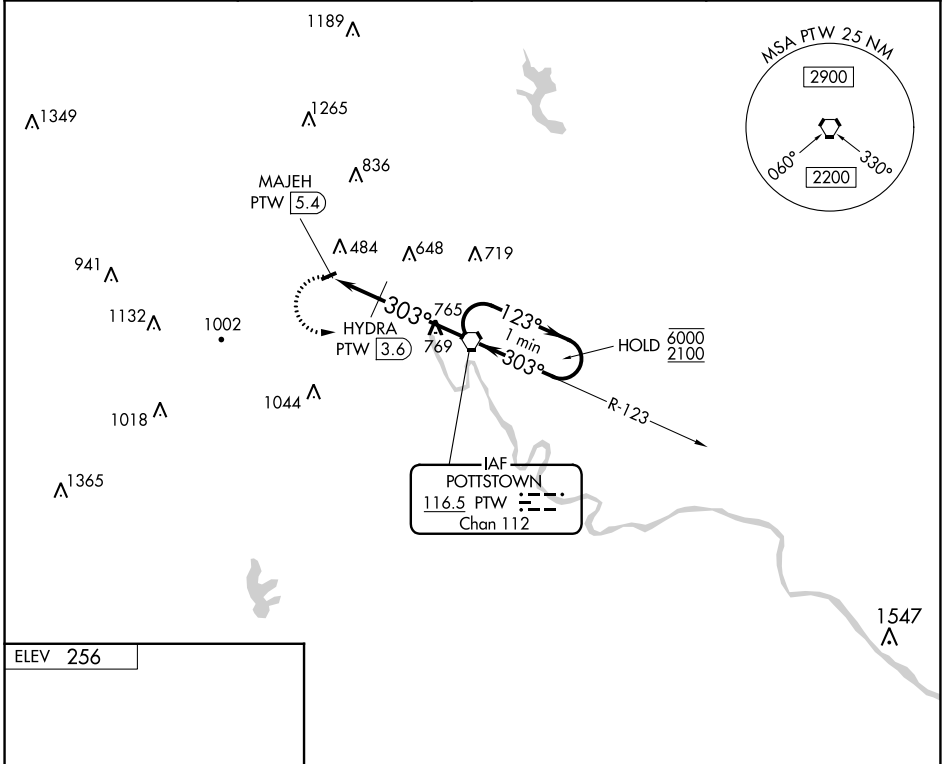 1189
MSA PTW 25 NM
2900
060°
330°
2200
1349
1265
836
MAJEH
PTW 5.4
484
648
719
941
1132
1002
303°
765
769
HYDRA
PTW 3.6
123°
1 min
303°
HOLD 6000
2100
1044
1018
R-123
1365
IAF
POTTSTOWN
116.5 PTW
Chan 112
1547
ELEV 256